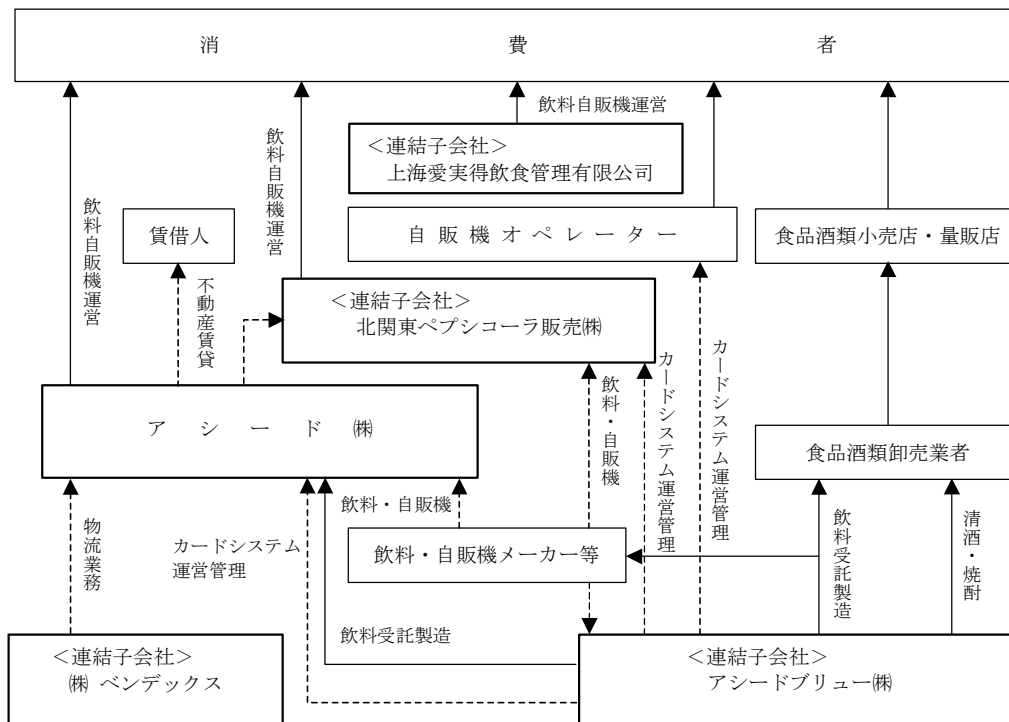 消費者
飲料自販機運営
飲料自販機運営
飲料自販機運営
＜連結子会社＞
上海愛実得飲食管理有限公司
賃借人
自販機オペレーター
食品酒類小売店・量販店
不動産賃貸
＜連結子会社＞
北関東ペプシコーラ販売㈱
飲料・自販機
カードシステム運営管理
カードシステム運営管理
アシード㈱
食品酒類卸売業者
物流業務
カードシステム
運営管理
飲料・自販機
飲料・自販機メーカー等
飲料受託製造
清酒・焼酎
飲料受託製造
＜連結子会社＞
㈱ ベンデックス
＜連結子会社＞
アシードブリュー㈱